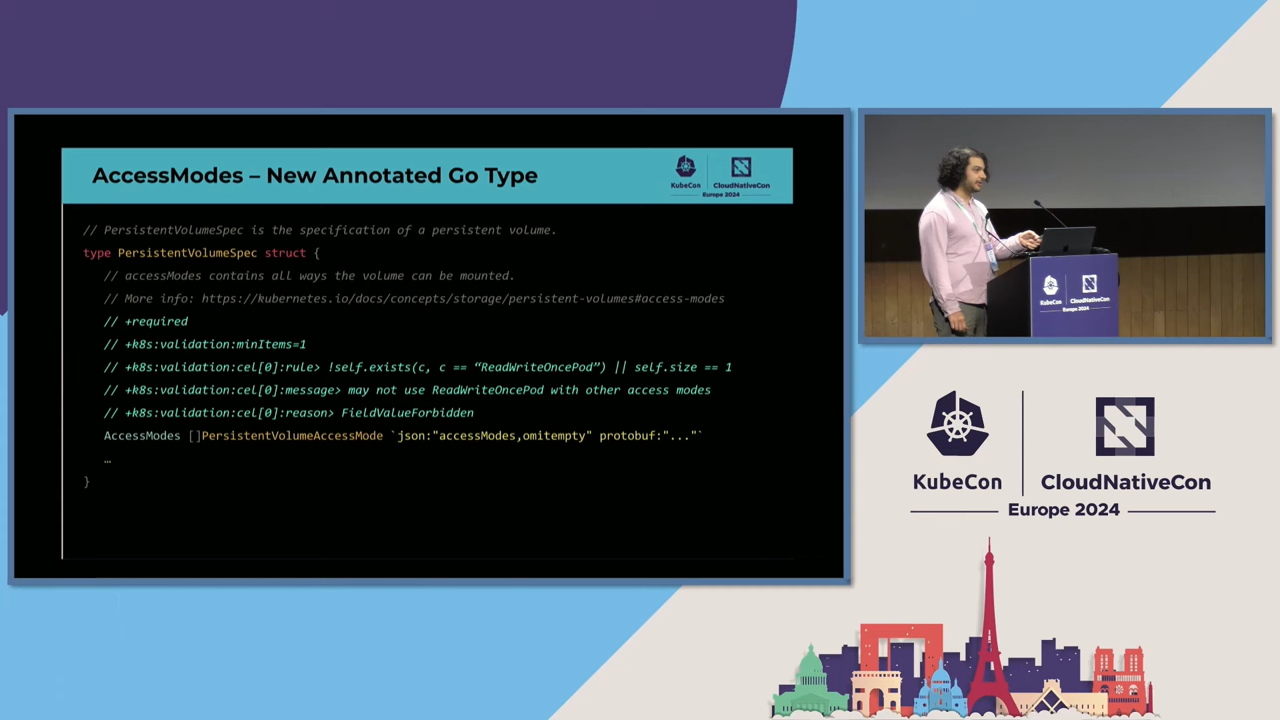 AccessModes – New Annotated Go Type
KubeCon
CloudNativeCon
Europe 2024
// PersistentVolumeSpec is the specification of a persistent volume.
type PersistentVolumeSpec struct {
// accessModes contains all ways the volume can be mounted.
// More info: https://kubernetes.io/docs/concepts/storage/persistent-volumes#access-modes
// +required
// +k8s:validation:minItems=1
// +k8s:validation:cel[0]:rule> !self.exists(c, c == “ReadWriteOncePod”) || self.size == 1
// +k8s:validation:cel[0]:message> may not use ReadWriteOncePod with other access modes
// +k8s:validation:cel[0]:reason> FieldValueForbidden
AccessModes []PersistentVolumeAccessMode `json:"accessModes,omitempty" protobuf:"..."`
…
}
KubeCon
CloudNativeCon
Europe 2024
KubeCon
CloudNativeCon
Europe 2024